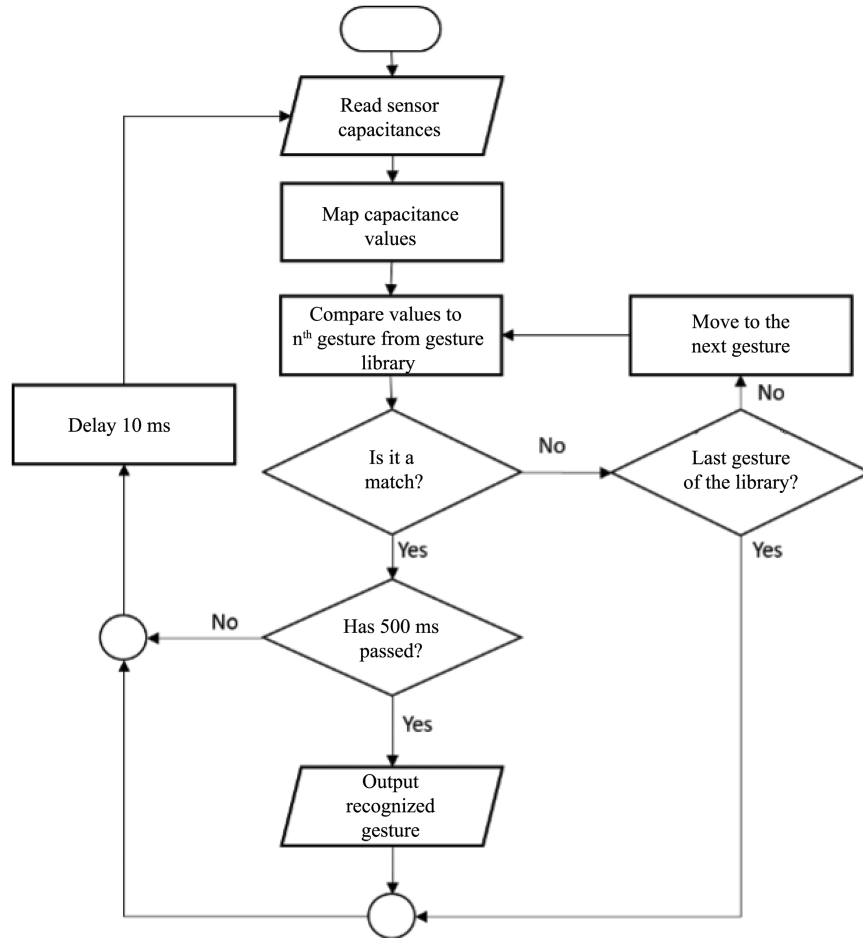 Read sensor
capacitances
Map capacitance
values
Compare values to
nth gesture from gesture
library
Move to the
next gesture
No
Delay 10 ms
Is it a
match?
No
Last gesture
of the library?
Yes
Yes
No
Has 500 ms
passed?
Yes
Output
recognized
gesture